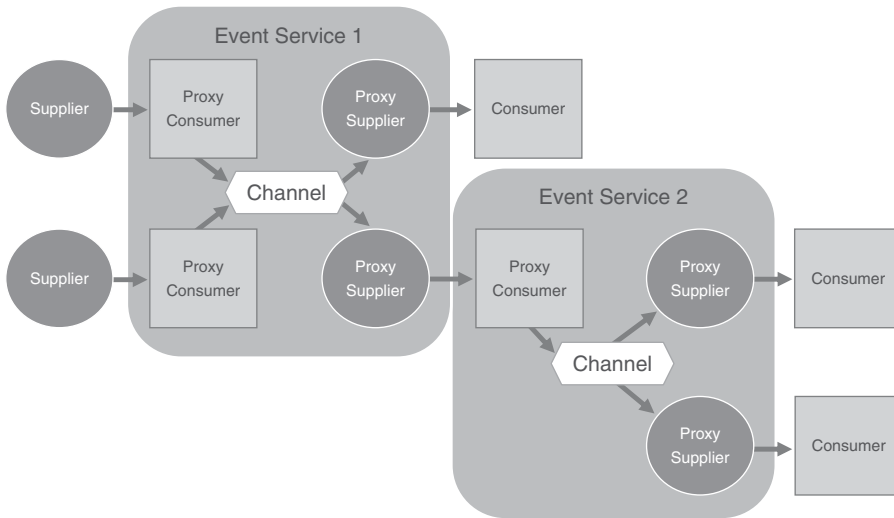 Event Service 1
Supplier
Proxy
Consumer
Proxy
Supplier
Consumer
Channel
Event Service 2
Supplier
Proxy
Consumer
Proxy
Supplier
Proxy
Consumer
Proxy
Supplier
Consumer
Channel
Proxy
Supplier
Consumer